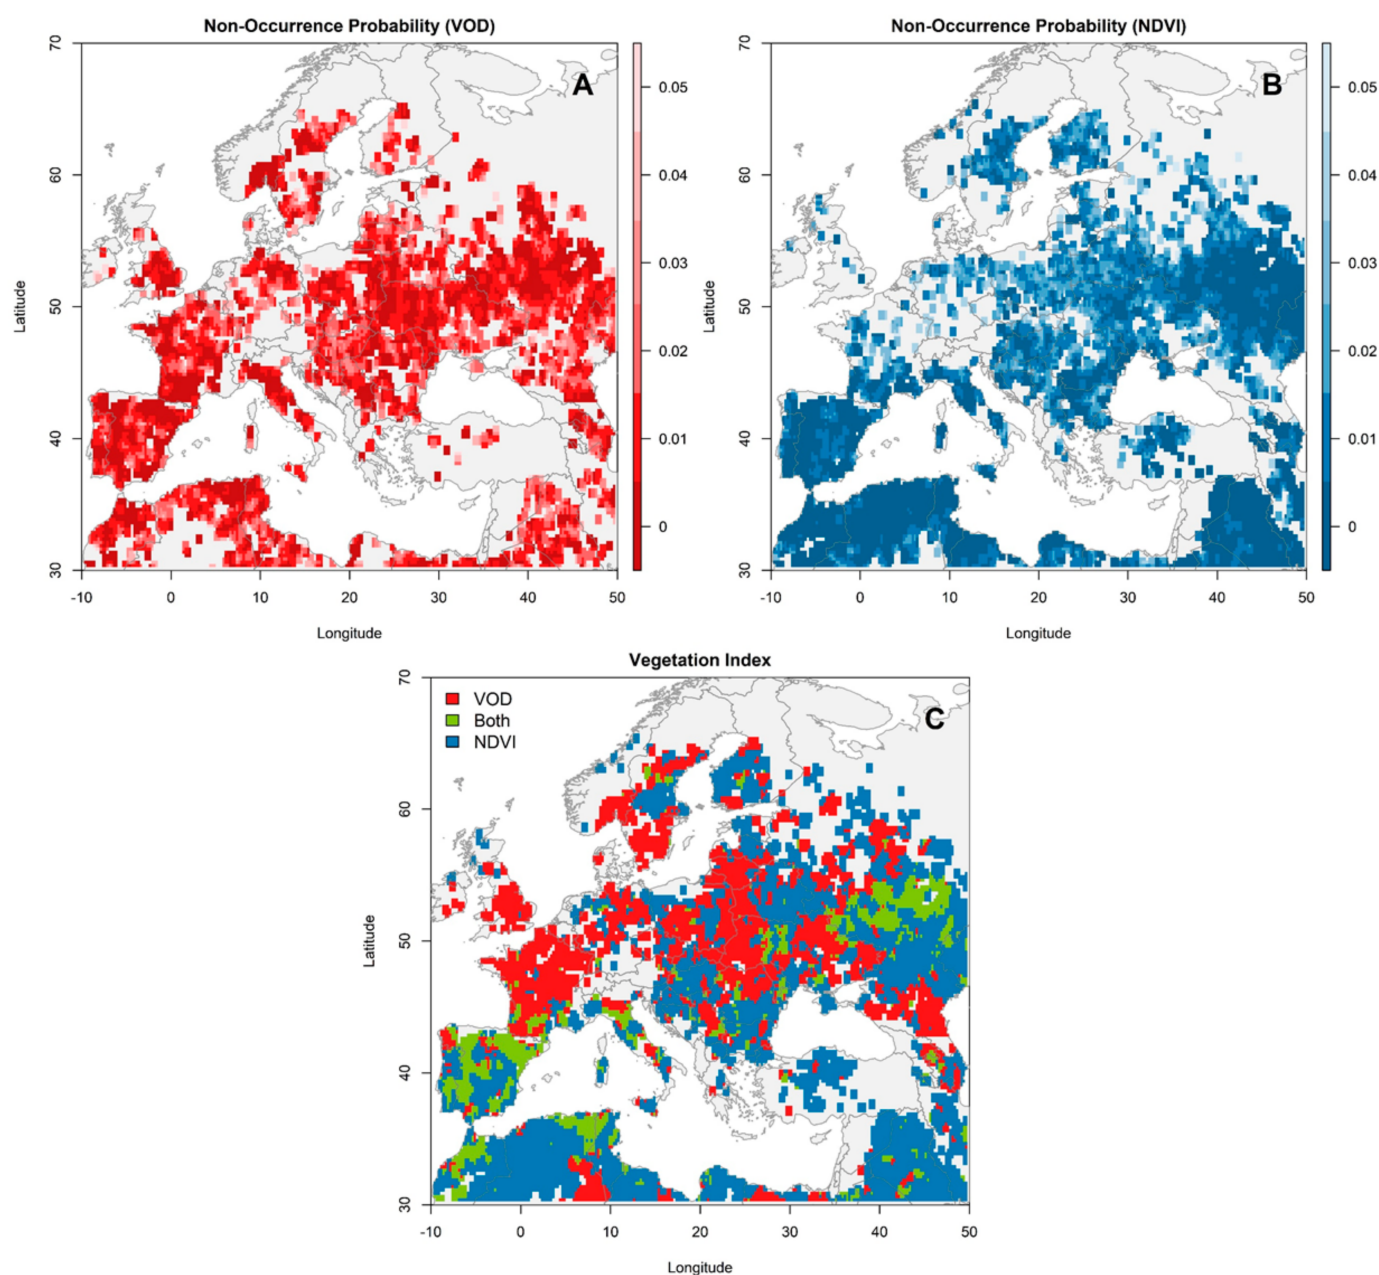 Non-Occurrence Probability (VOD)
A
70
60
50
40
30
Latitude
-10 0 10 20 30 40 50
Longitude
0.05
0.04
0.03
0.02
0.01
0
Non-Occurrence Probability (NDVI)
B
70
60
50
40
30
Latitude
-10 0 10 20 30 40 50
Longitude
0.05
0.04
0.03
0.02
0.01
0
Vegetation Index
VOD
Both
NDVI
C
70
60
50
40
30
Latitude
-10 0 10 20 30 40 50
Longitude